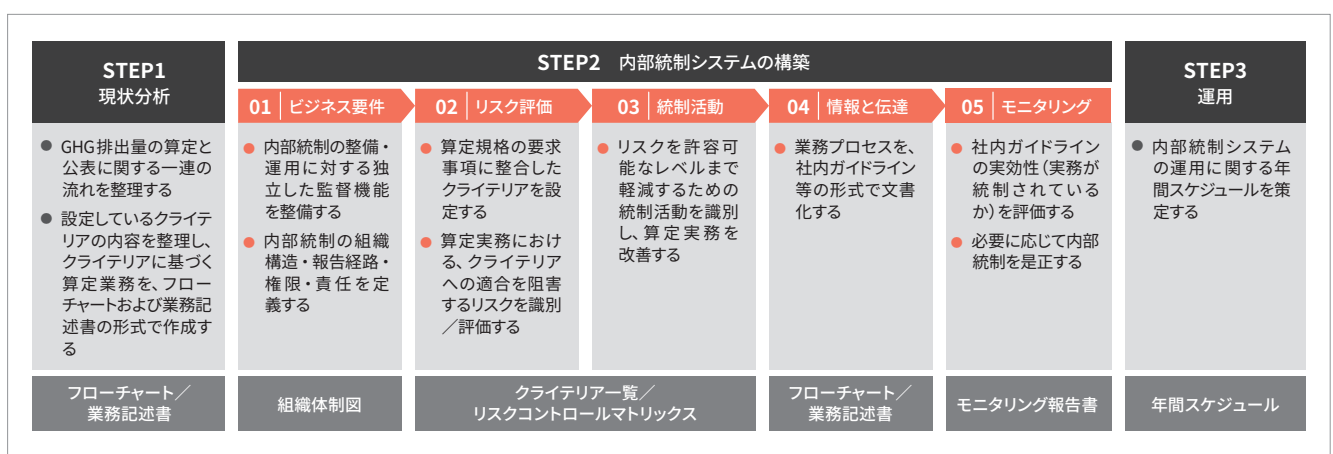 STEP1
現状分析
● GHG排出量の算定と
公表に関する一連の
流れを整理する
● 設定しているクライテ
リアの内容を整理し、
クライテリアに基づく
算定業務を、フロー
チャートおよび業務記
述書の形式で作成す
る
フローチャート／
業務記述書
STEP2 内部統制システムの構築
01 ビジネス要件
● 内部統制の整備・
運用に対する独
立した監督機能
を整備する
● 内部統制の組織
構造・報告経路・
権限・責任を定
義する
組織体制図
02 リスク評価
● 算定規格の要求
事項に整合した
クライテリアを設
定する
● 算定実務におけ
る、クライテリア
への適合を阻害
するリスクを識別
／評価する
03 統制活動
● リスクを許容可
能なレベルまで
軽減するための
統制活動を識別
し、算定実務を
改善する
クライテリア一覧／
リスクコントロールマトリックス
04 情報と伝達
● 業務プロセスを、
社内ガイドライン
等の形式で文書
化する
フローチャート／
業務記述書
05 モニタリング
● 社内ガイドライン
の実効性（実務が
統制されている
か）を評価する
● 必要に応じて内部
統制を是正する
モニタリング報告書
STEP3
運用
● 内部統制システム
の運用に関する年
間スケジュールを策
定する
年間スケジュール